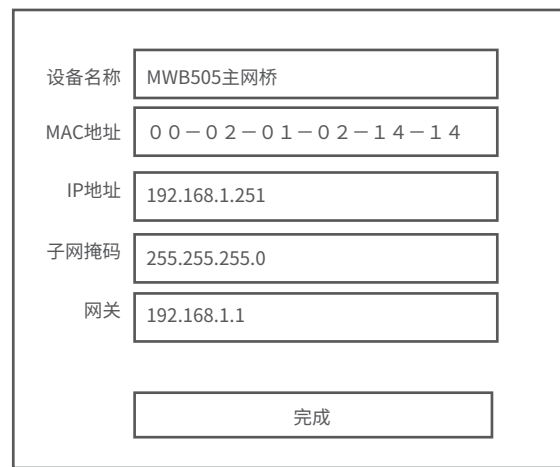 设备名称 MWB505主网桥
MAC地址 ００－０２－０１－０２－１４－１４
IP地址 192.168.1.251
子网掩码 255.255.255.0
网关 192.168.1.1
完成